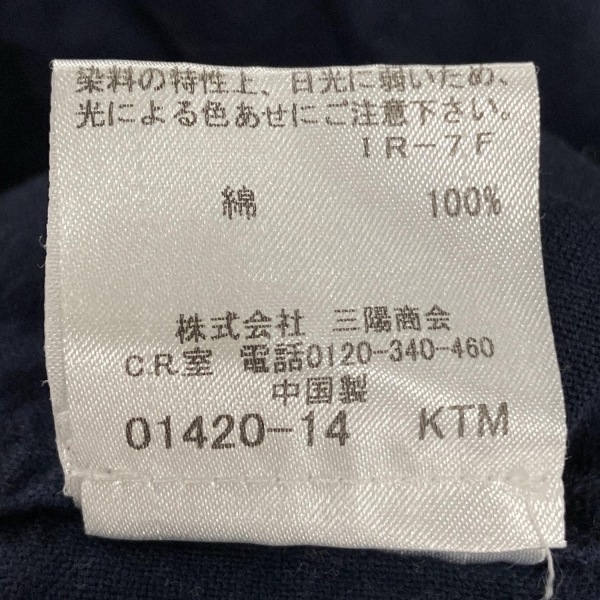 染料の特性上、日光に弱いため、
光による色あせにご注意下さい。
IR-7F
綿 100%
株式会社 三陽商会
C.R.室 電話0120-340-460
中国製
01420-14 KTM